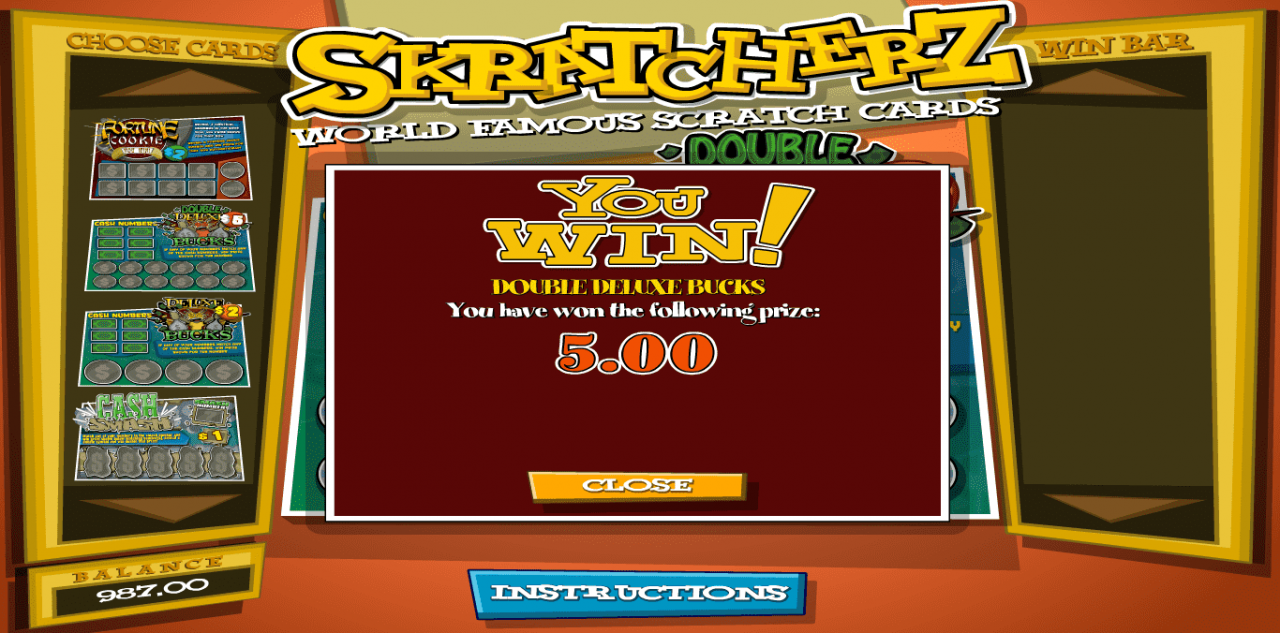 CHOOSE CARDS
SKRATCHERZ
WORLD FAMOUS SCRATCH CARDS
WIN BAR
DOUBLE
FORTUNE
COOKIE
$2
DOUBLE
DELUXE
$5
CASH NUMBERS
BUCKS
DELUXE
$2
CASH NUMBERS
BUCKS
CASH
SMASH
$1
YOU
WIN!
DOUBLE DELUXE BUCKS
You have won the following prize:
5.00
CLOSE
BALANCE
987.00
INSTRUCTIONS